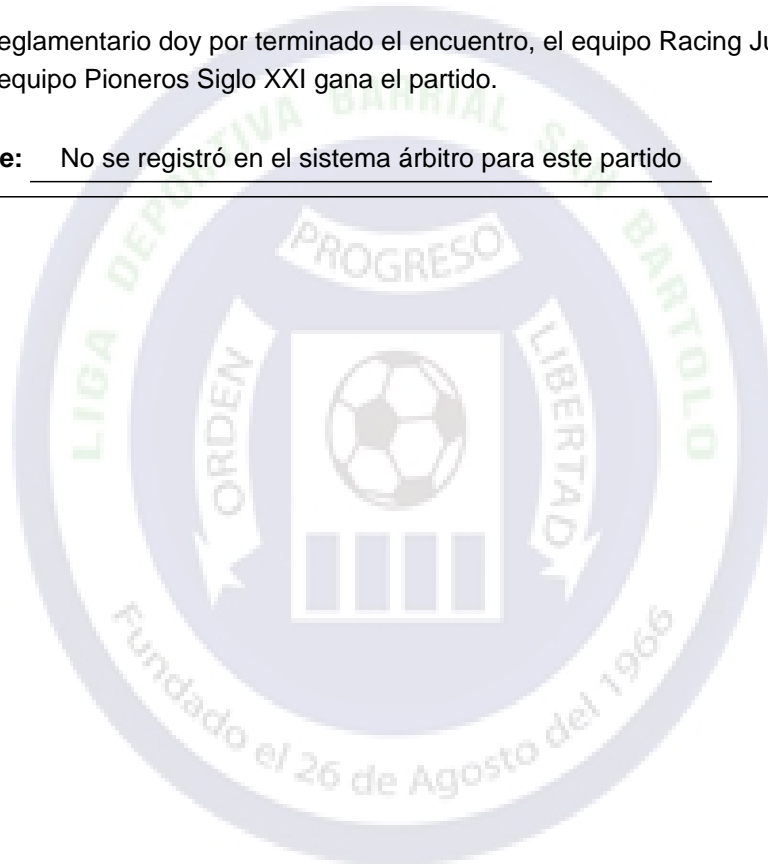 eglamentario doy por terminado el encuentro, el equipo Racing Ju
equipo Pioneros Siglo XXI gana el partido.
e: No se registró en el sistema árbitro para este partido
LIGA DEPORTIVA BARRIAL SAN BARTOLO
PROGRESO
ORDEN
LIBERTAD
Fundado el 26 de Agosto del 1966